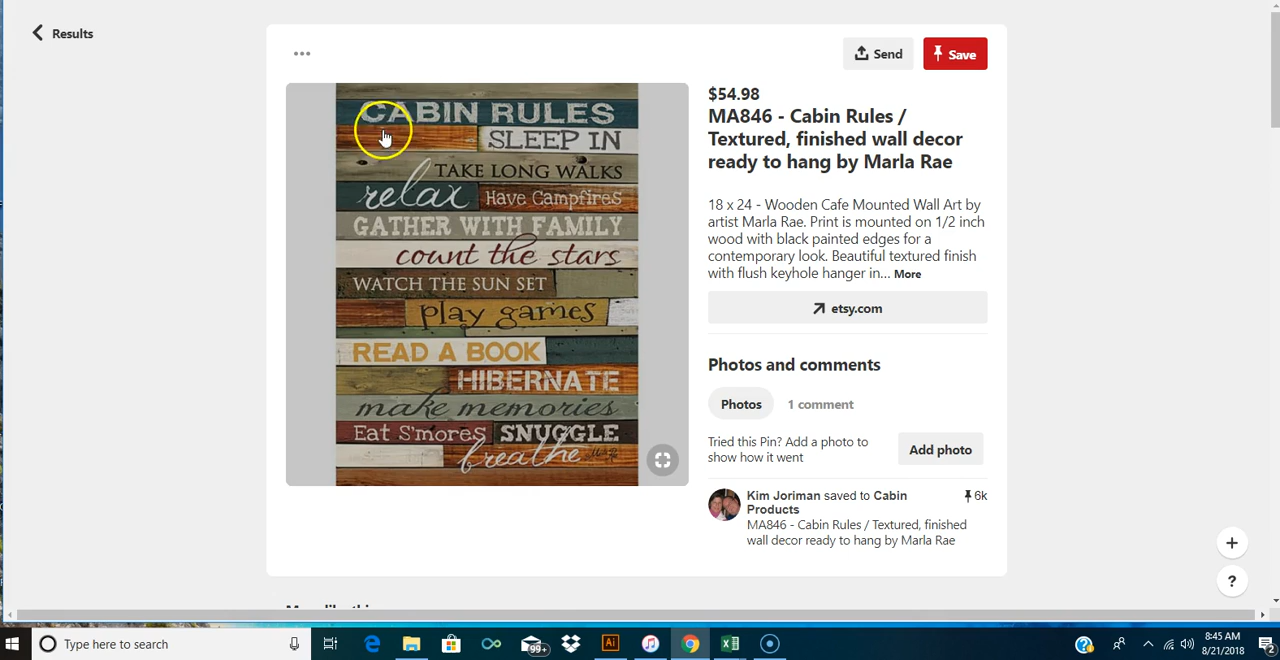 Results
Send
Save
CABIN RULES
SLEEP IN
TAKE LONG WALKS
relax Have Campfires
GATHER WITH FAMILY
count the stars
WATCH THE SUN SET
play games
READ A BOOK
HIBERNATE
make memories
Eat S'mores SNUGGLE
breathe
$54.98
MA846 - Cabin Rules /
Textured, finished wall decor
ready to hang by Marla Rae
18 x 24 - Wooden Cafe Mounted Wall Art by
artist Marla Rae. Print is mounted on 1/2 inch
wood with black painted edges for a
contemporary look. Beautiful textured finish
with flush keyhole hanger in... More
etsy.com
Photos and comments
Photos 1 comment
Tried this Pin? Add a photo to
show how it went
Add photo
Kim Joriman saved to Cabin
Products
6k
MA846 - Cabin Rules / Textured, finished
wall decor ready to hang by Marla Rae
+
?
Type here to search
99+
Ai
8:45 AM
8/21/2018
2